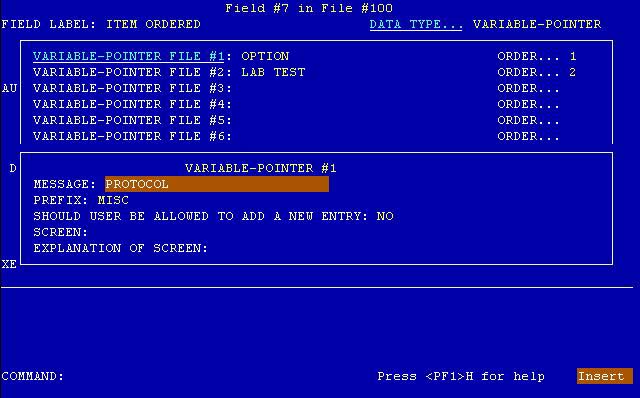 Field #7 in File #100
FIELD LABEL: ITEM ORDERED DATA TYPE... VARIABLE-POINTER
VARIABLE-POINTER FILE #1: OPTION ORDER... 1
VARIABLE-POINTER FILE #2: LAB TEST ORDER... 2
AU VARIABLE-POINTER FILE #3: ORDER...
VARIABLE-POINTER FILE #4: ORDER...
VARIABLE-POINTER FILE #5: ORDER...
VARIABLE-POINTER FILE #6: ORDER...
D VARIABLE-POINTER #1
MESSAGE: PROTOCOL
PREFIX: MISC
SHOULD USER BE ALLOWED TO ADD A NEW ENTRY: NO
SCREEN:
EXPLANATION OF SCREEN:
XE
COMMAND: Press <PF1>H for help Insert